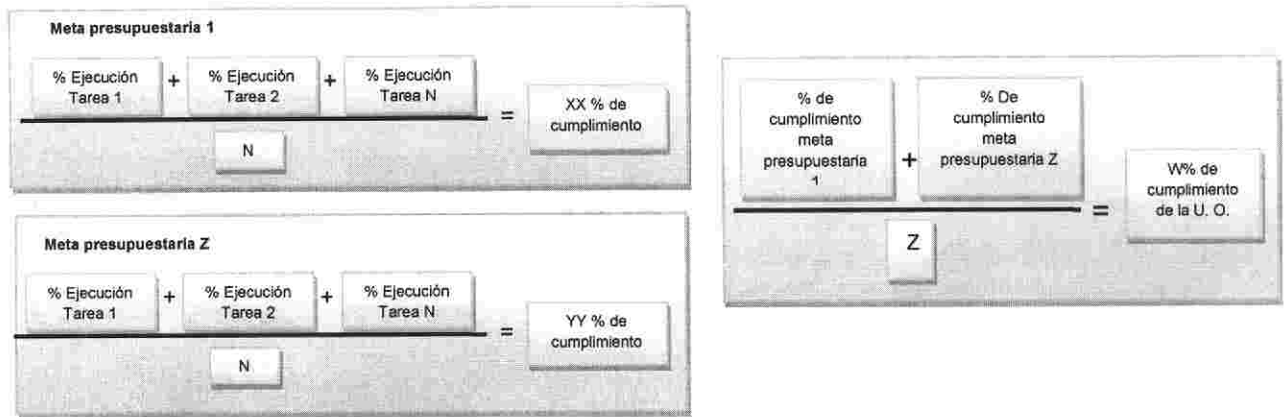 Meta presupuestaria 1
% Ejecución
Tarea 1
+
% Ejecución
Tarea 2
+
% Ejecución
Tarea N
N
=
XX % de
cumplimiento
Meta presupuestaria Z
% Ejecución
Tarea 1
+
% Ejecución
Tarea 2
+
% Ejecución
Tarea N
N
=
YY % de
cumplimiento
% de
cumplimiento
meta
presupuestaria
1
+
% De
cumplimiento
meta
presupuestaria Z
Z
=
W% de
cumplimiento
de la U. O.